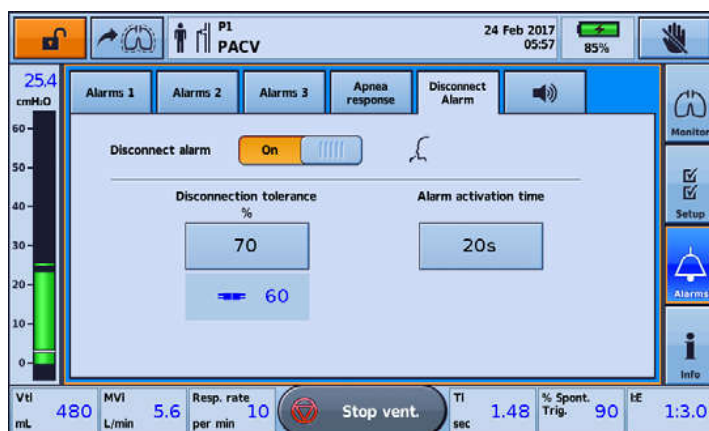 P1
PACV
24 Feb 2017
05:57
85%
25.4
cmH₂O
60
50
40
30
20
10
0
Alarms 1
Alarms 2
Alarms 3
Apnea
response
Disconnect
Alarm
Disconnect alarm
On
Disconnection tolerance
%
70
60
Alarm activation time
20s
Monitor
Setup
Alarms
Info
Vti
480
mL
MVi
5.6
L/min
Resp. rate
10
per min
Stop vent.
Ti
1.48
sec
% Spont.
Trig.
90
I:E
1:3.0